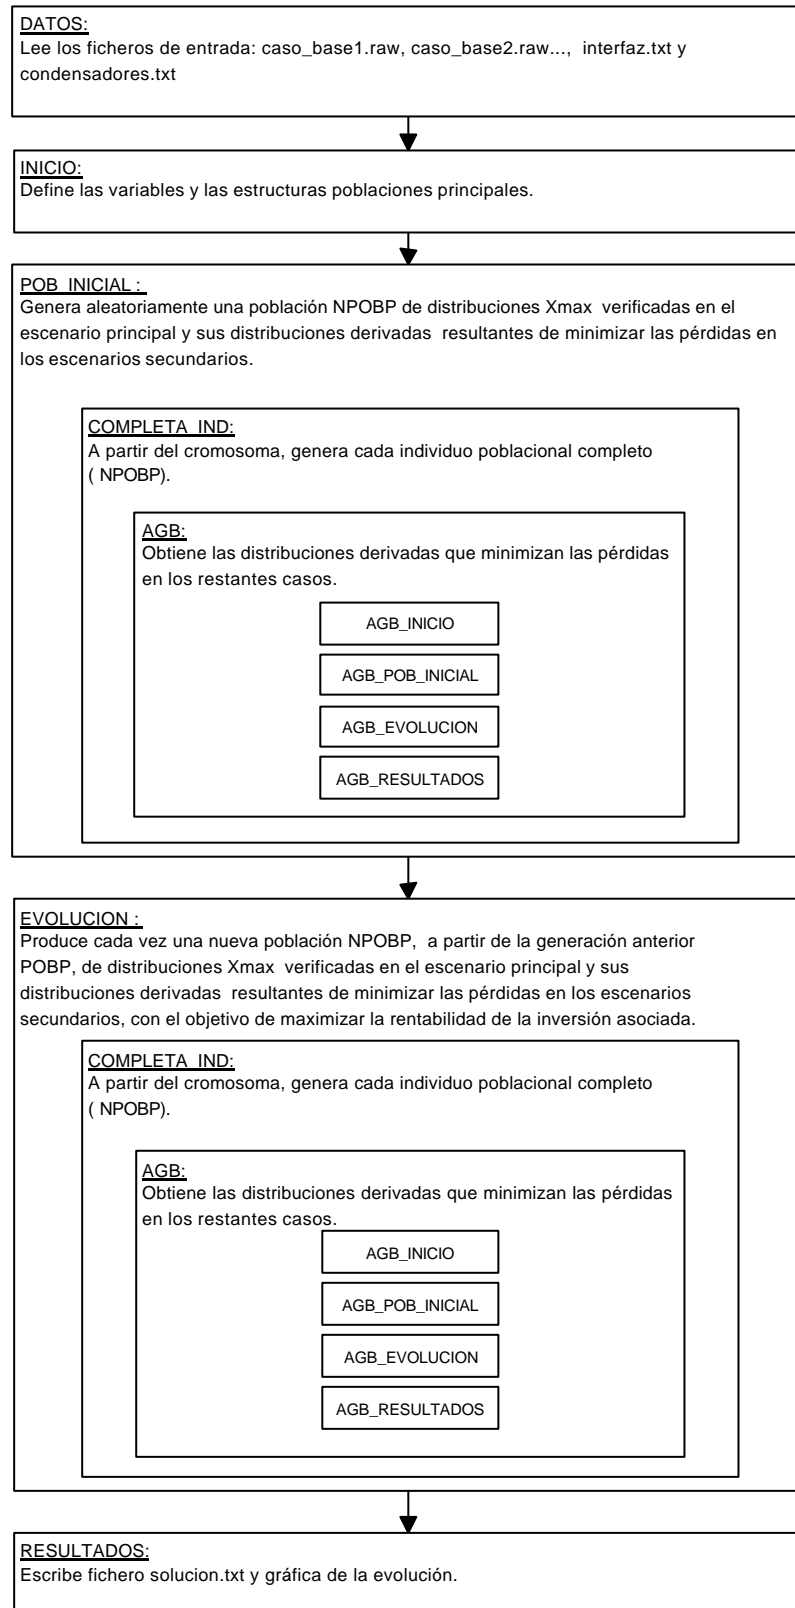 DATOS:
Lee los ficheros de entrada: caso_base1.raw, caso_base2.raw..., interfaz.txt y
condensadores.txt
INICIO:
Define las variables y las estructuras poblaciones principales.
POB_INICIAL :
Genera aleatoriamente una población NPOBP de distribuciones Xmax verificadas en el
escenario principal y sus distribuciones derivadas resultantes de minimizar las pérdidas en
los escenarios secundarios.
COMPLETA_IND:
A partir del cromosoma, genera cada individuo poblacional completo
( NPOBP).
AGB:
Obtiene las distribuciones derivadas que minimizan las pérdidas
en los restantes casos.
AGB_INICIO
AGB_POB_INICIAL
AGB_EVOLUCION
AGB_RESULTADOS
EVOLUCION :
Produce cada vez una nueva población NPOBP, a partir de la generación anterior
POBP, de distribuciones Xmax verificadas en el escenario principal y sus
distribuciones derivadas resultantes de minimizar las pérdidas en los escenarios
secundarios, con el objetivo de maximizar la rentabilidad de la inversión asociada.
COMPLETA_IND:
A partir del cromosoma, genera cada individuo poblacional completo
( NPOBP).
AGB:
Obtiene las distribuciones derivadas que minimizan las pérdidas
en los restantes casos.
AGB_INICIO
AGB_POB_INICIAL
AGB_EVOLUCION
AGB_RESULTADOS
RESULTADOS:
Escribe fichero solucion.txt y gráfica de la evolución.